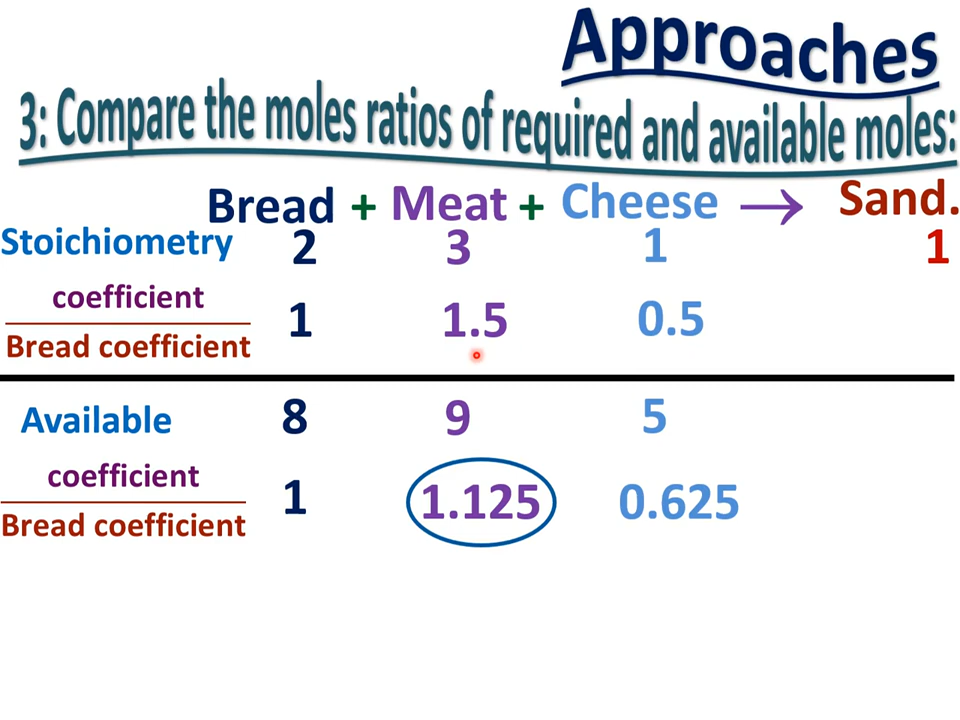 Approaches
3: Compare the moles ratios of required and available moles:
Bread + Meat + Cheese → Sand.
Stoichiometry 2 3 1 1
coefficient
Bread coefficient 1 1.5 0.5
Available 8 9 5
coefficient
Bread coefficient 1 1.125 0.625